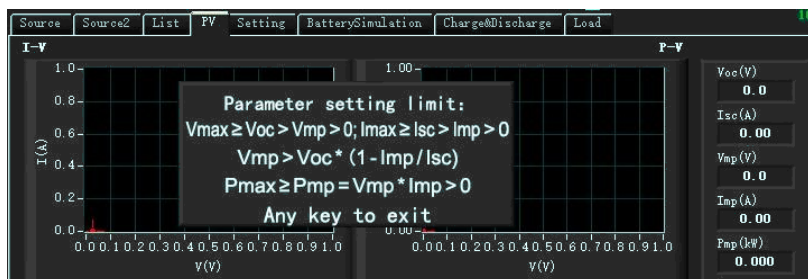 Source Source2 List PV Setting BatterySimulation Charge&Discharge Load
I-V
P-V
1.0
0.8
0.6
0.4
0.2
0.0
I(A)
0.0 0.1 0.2 0.3 0.4 0.5 0.6 0.7 0.8 0.9 1.0
V(V)
1.00
0.00
0.0 0.1 0.2 0.3 0.4 0.5 0.6 0.7 0.8 0.9 1.0
V(V)
Parameter setting limit:
Vmax≥Voc>Vmp>0; Imax≥Isc>Imp>0
Vmp>Voc* (1-Imp/Isc)
Pmax≥Pmp=Vmp*Imp>0
Any key to exit
Voc(V)
0.0
Isc(A)
0.00
Vmp(V)
0.0
Imp(A)
0.00
Pmp(kW)
0.000